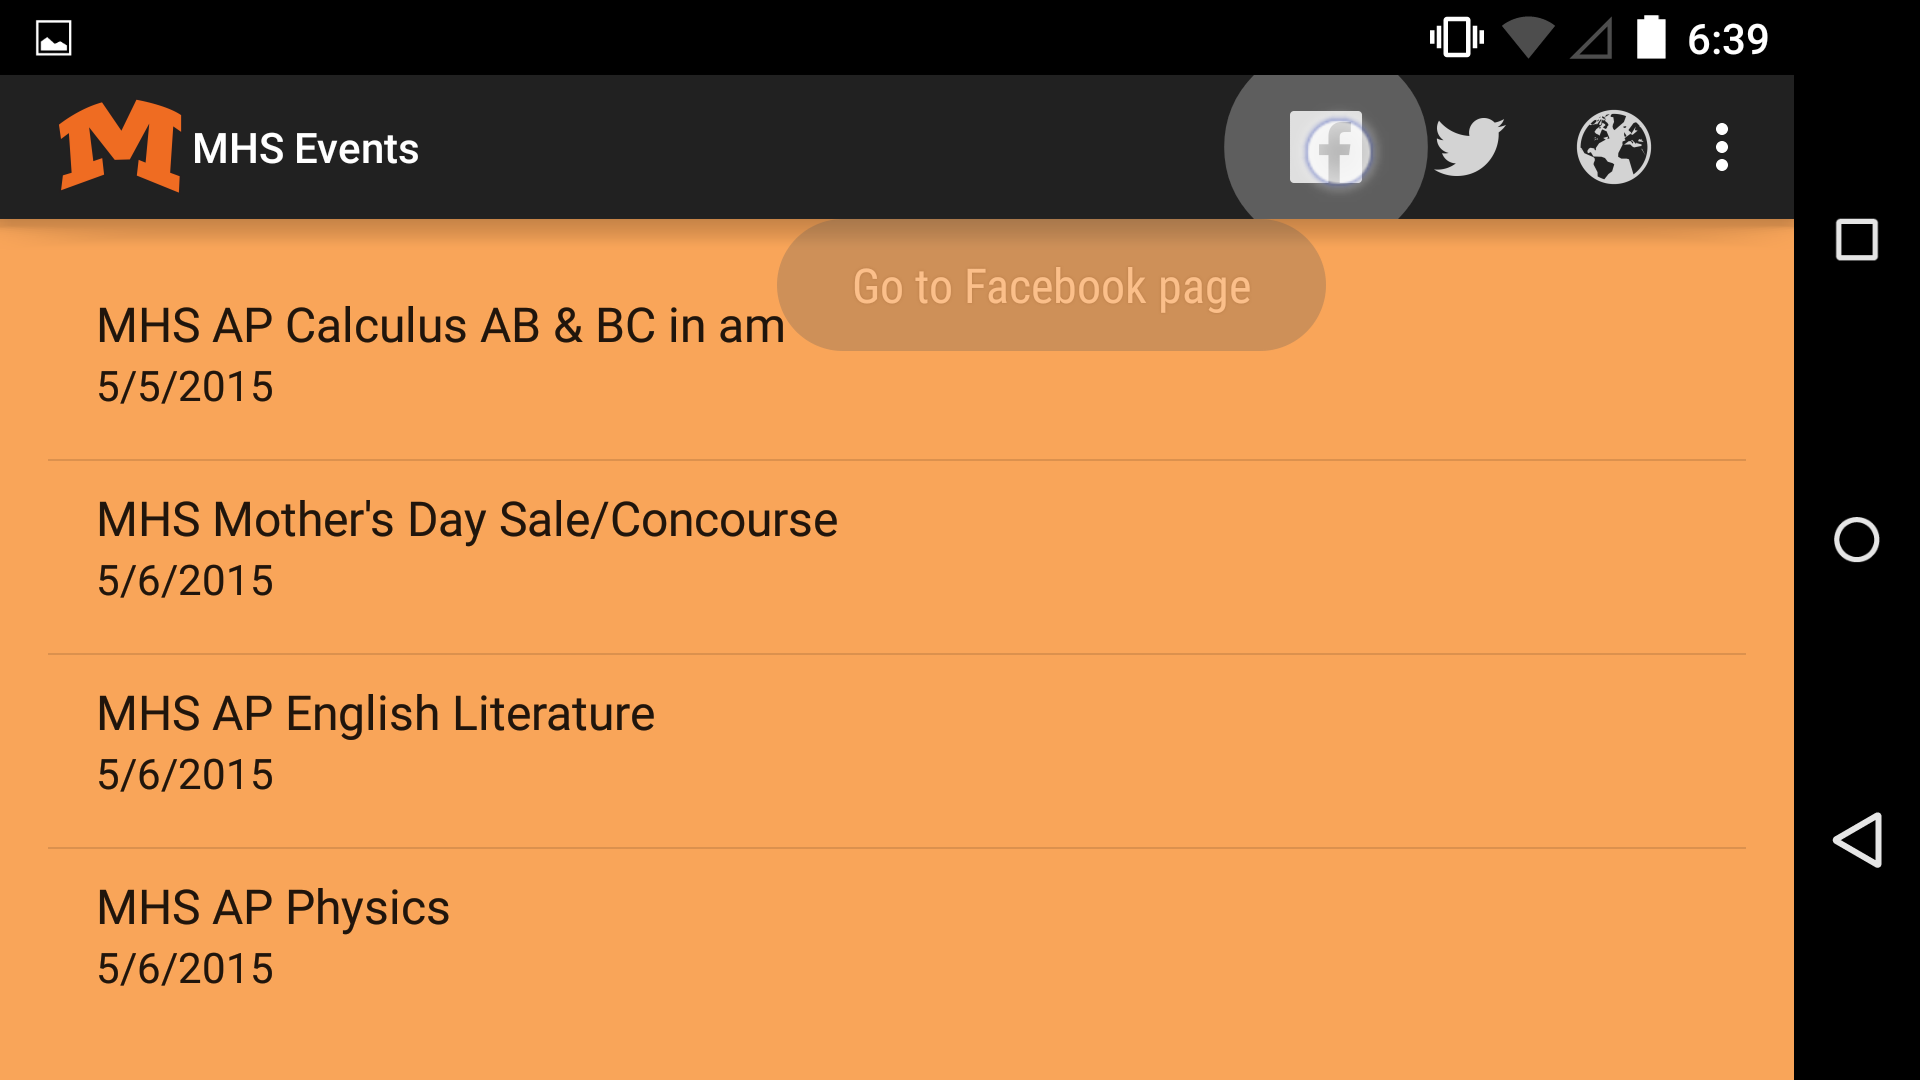 6:39
M MHS Events
Go to Facebook page
MHS AP Calculus AB & BC in am
5/5/2015
MHS Mother's Day Sale/Concourse
5/6/2015
MHS AP English Literature
5/6/2015
MHS AP Physics
5/6/2015